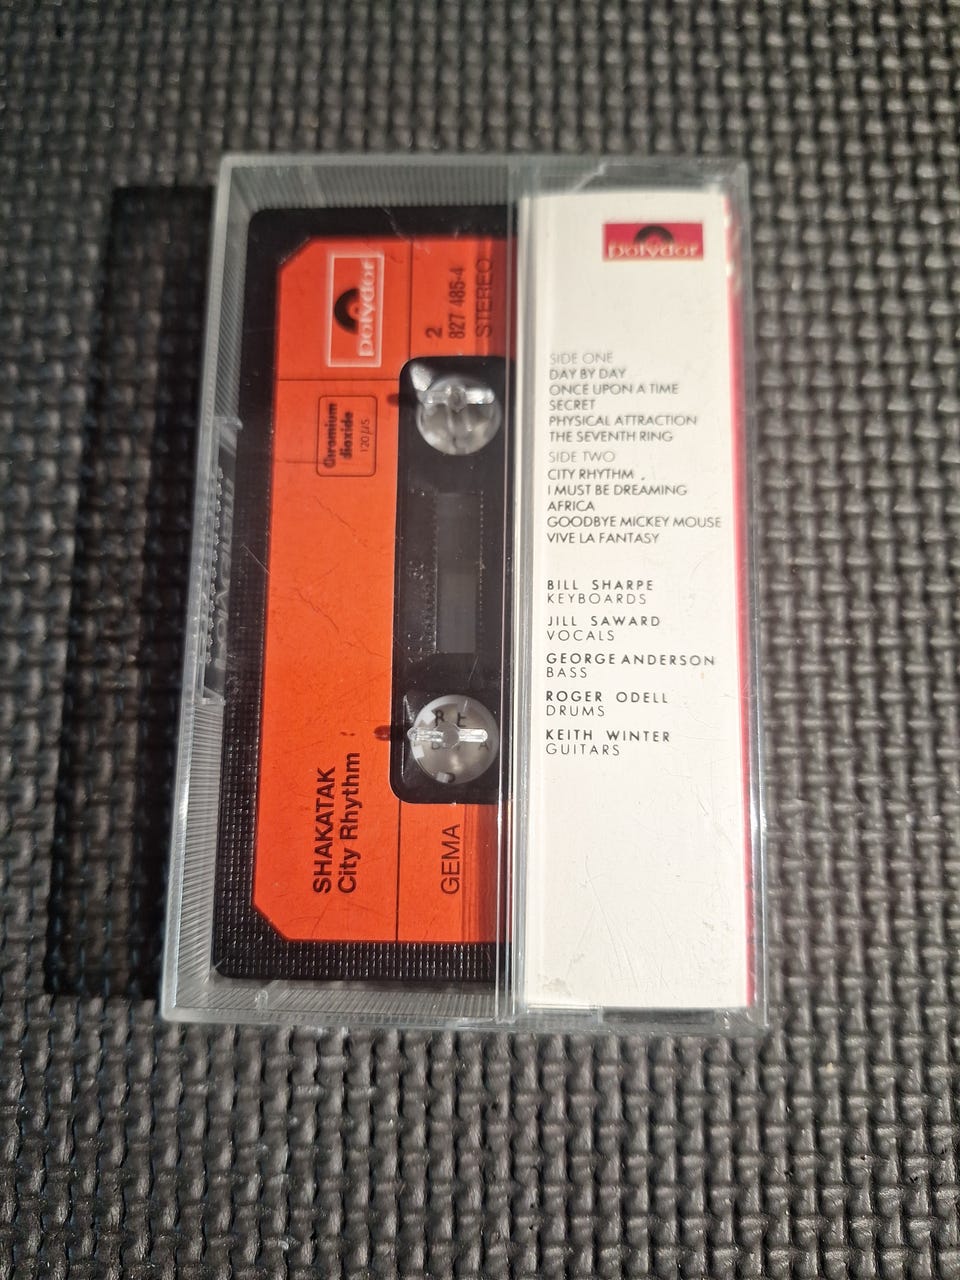 polydor
2
827 485-4
STEREO
Chromium
dioxide
120 µS
SHAKATAK
City Rhythm
GEMA
polydor
SIDE ONE
DAY BY DAY
ONCE UPON A TIME
SECRET
PHYSICAL ATTRACTION
THE SEVENTH RING
SIDE TWO
CITY RHYTHM
I MUST BE DREAMING
AFRICA
GOODBYE MICKEY MOUSE
VIVE LA FANTASY
BILL SHARPE
KEYBOARDS
JILL SAWARD
VOCALS
GEORGE ANDERSON
BASS
ROGER ODELL
DRUMS
KEITH WINTER
GUITARS